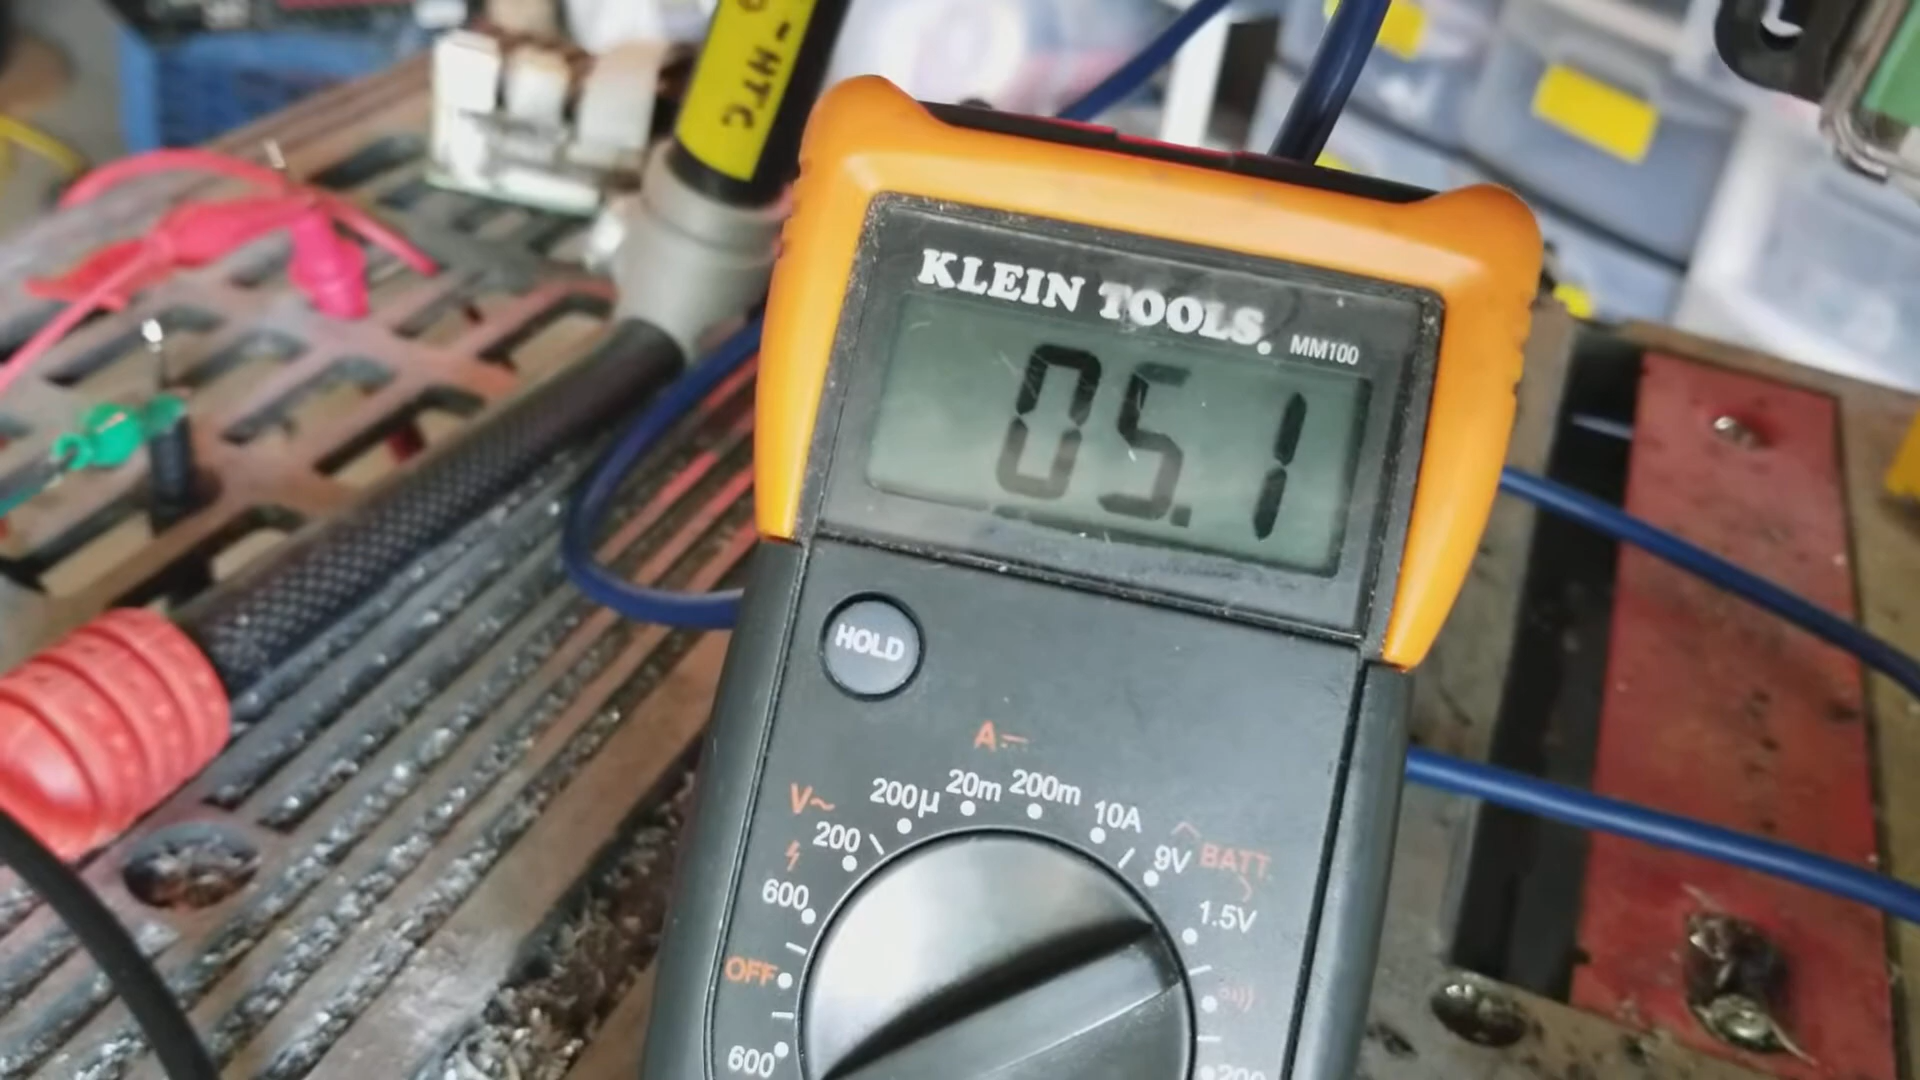 -HTC
KLEIN TOOLS®
MM100
05.1
HOLD
A
V~
200µ
20m
200m
10A
200
9V
BATT
600
1.5V
OFF
600
200